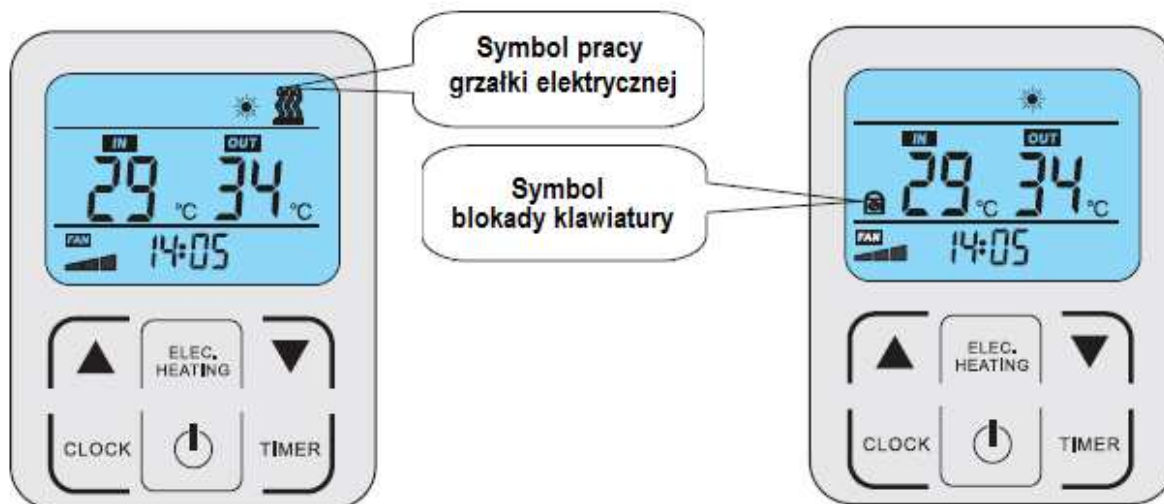 Symbol pracy
grzałki elektrycznej
Symbol
blokady klawiatury
IN OUT
29 °C 34 °C
FAN
14:05
ELEC.
HEATING
CLOCK TIMER
IN OUT
29 °C 34 °C
FAN
14:05
ELEC.
HEATING
CLOCK TIMER